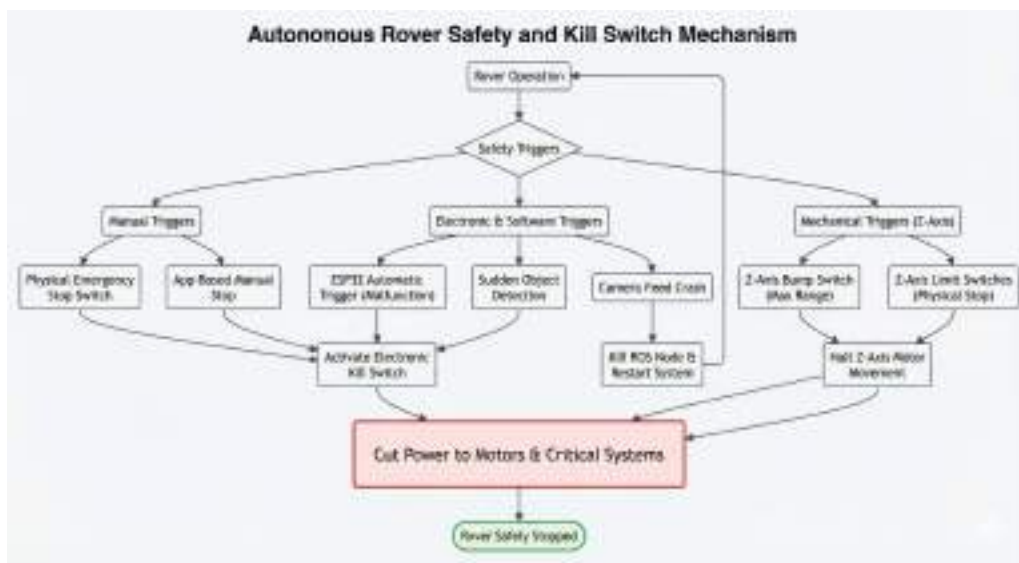 Autononous Rover Safety and Kill Switch Mechanism
Rover Operation
Safety Triggers
Manual Triggers
Electronic & Software Triggers
Mechanical Triggers (Z-Axis)
Physical Emergency
Stop Switch
App-Based Manual
Stop
ESP32 Automatic
Trigger (Malfunction)
Sudden Object
Detection
Camera Feed Crash
Z-Axis Bump Switch
(Max Range)
Z-Axis Limit Switches
(Physical Stop)
Activate Electronic
Kill Switch
Kill ROS Node &
Restart System
Halt Z-Axis Motor
Movement
Cut Power to Motors & Critical Systems
Rover Safely Stopped